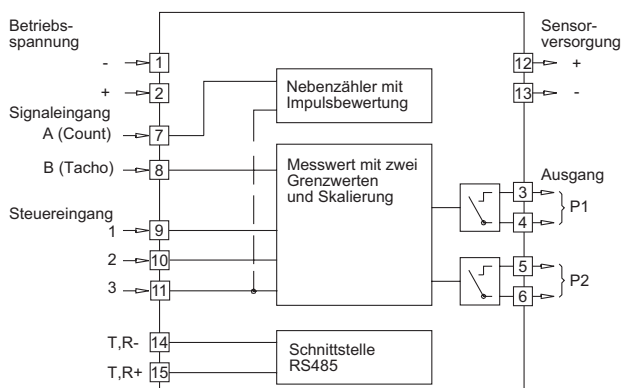 Betriebs-
spannung
- 1
+ 2
Signaleingang
A (Count) 7
B (Tacho) 8
Steuereingang
1 9
2 10
3 11
T,R- 14
T,R+ 15
Nebenzähler mit
Impulsbewertung
Messwert mit zwei
Grenzwerten
und Skalierung
Schnittstelle
RS485
Sensor-
versorgung
12 +
13 -
Ausgang
3
4
P1
5
6
P2